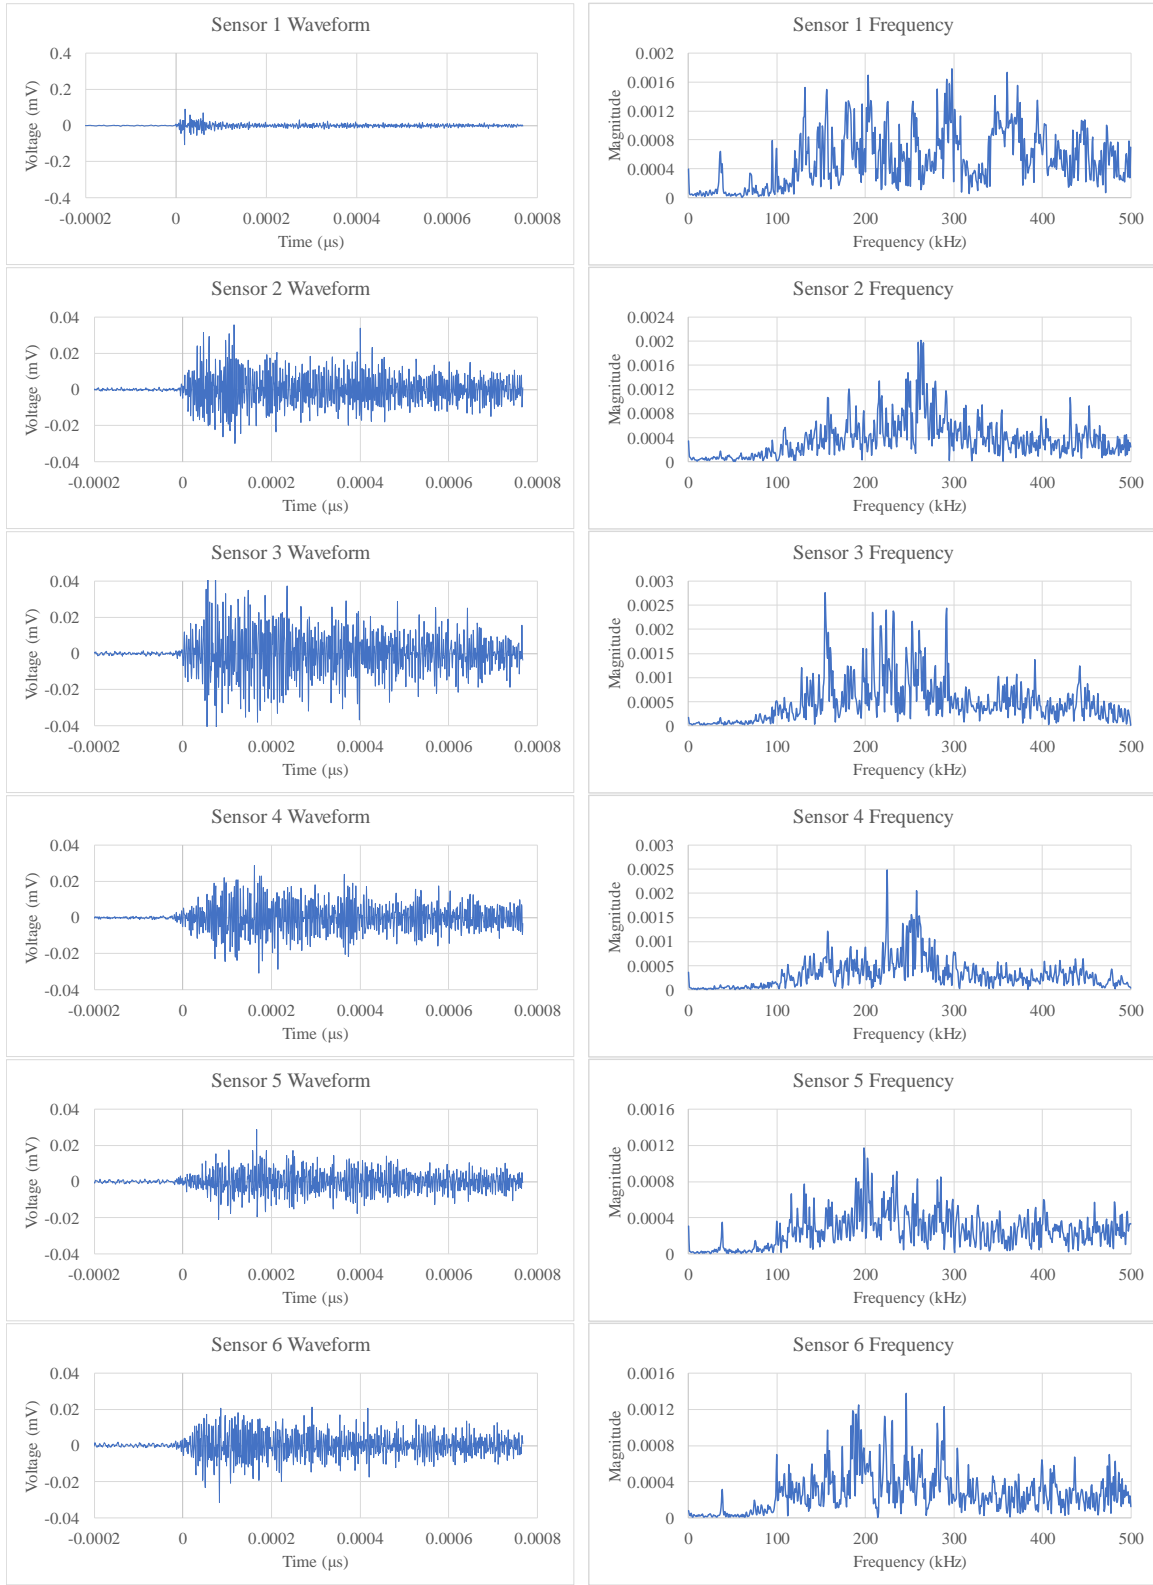 Sensor 1 Waveform
0.4
0.2
0
-0.2
-0.4
Voltage (mV)
-0.0002 0 0.0002 0.0004 0.0006 0.0008
Time (μs)
Sensor 1 Frequency
0.002
0.0016
0.0012
0.0008
0.0004
0
Magnitude
0 100 200 300 400 500
Frequency (kHz)
Sensor 2 Waveform
0.04
0.02
0
-0.02
-0.04
Voltage (mV)
-0.0002 0 0.0002 0.0004 0.0006 0.0008
Time (μs)
Sensor 2 Frequency
0.0024
0.002
0.0016
0.0012
0.0008
0.0004
0
Magnitude
0 100 200 300 400 500
Frequency (kHz)
Sensor 3 Waveform
0.04
0.02
0
-0.02
-0.04
Voltage (mV)
-0.0002 0 0.0002 0.0004 0.0006 0.0008
Time (μs)
Sensor 3 Frequency
0.003
0.0025
0.002
0.0015
0.001
0.0005
0
Magnitude
0 100 200 300 400 500
Frequency (kHz)
Sensor 4 Waveform
0.04
0.02
0
-0.02
-0.04
Voltage (mV)
-0.0002 0 0.0002 0.0004 0.0006 0.0008
Time (μs)
Sensor 4 Frequency
0.003
0.0025
0.002
0.0015
0.001
0.0005
0
Magnitude
0 100 200 300 400 500
Frequency (kHz)
Sensor 5 Waveform
0.04
0.02
0
-0.02
-0.04
Voltage (mV)
-0.0002 0 0.0002 0.0004 0.0006 0.0008
Time (μs)
Sensor 5 Frequency
0.0016
0.0012
0.0008
0.0004
0
Magnitude
0 100 200 300 400 500
Frequency (kHz)
Sensor 6 Waveform
0.04
0.02
0
-0.02
-0.04
Voltage (mV)
-0.0002 0 0.0002 0.0004 0.0006 0.0008
Time (μs)
Sensor 6 Frequency
0.0016
0.0012
0.0008
0.0004
0
Magnitude
0 100 200 300 400 500
Frequency (kHz)